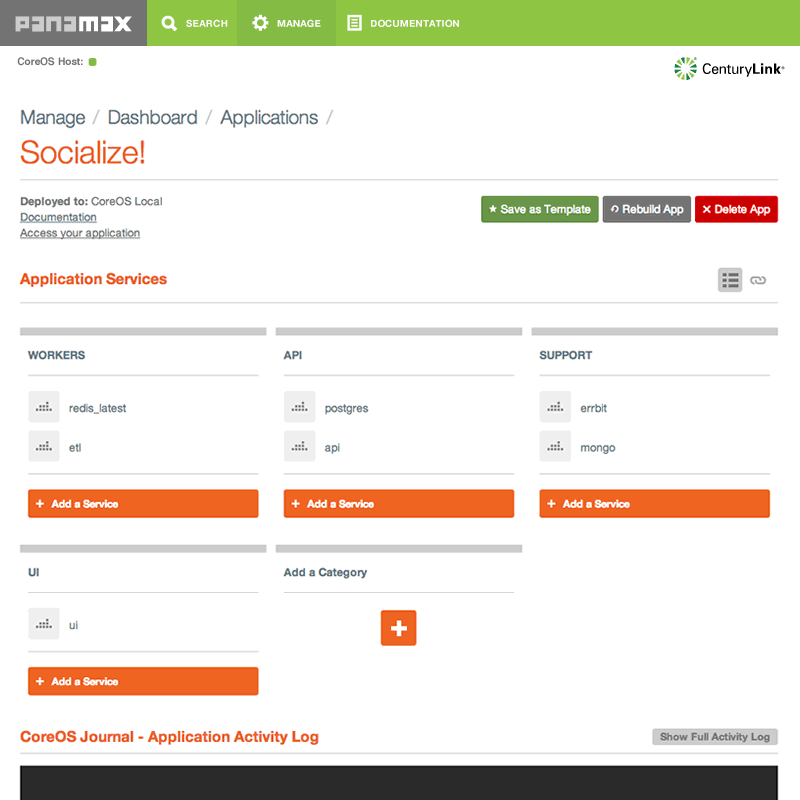 panamax SEARCH MANAGE DOCUMENTATION
CoreOS Host:
CenturyLink®
Manage / Dashboard / Applications /
Socialize!
Deployed to: CoreOS Local
Documentation
Access your application
Save as Template Rebuild App Delete App
Application Services
WORKERS
redis_latest
etl
+ Add a Service
API
postgres
api
+ Add a Service
SUPPORT
errbit
mongo
+ Add a Service
UI
ui
+ Add a Service
Add a Category
+
CoreOS Journal - Application Activity Log
Show Full Activity Log